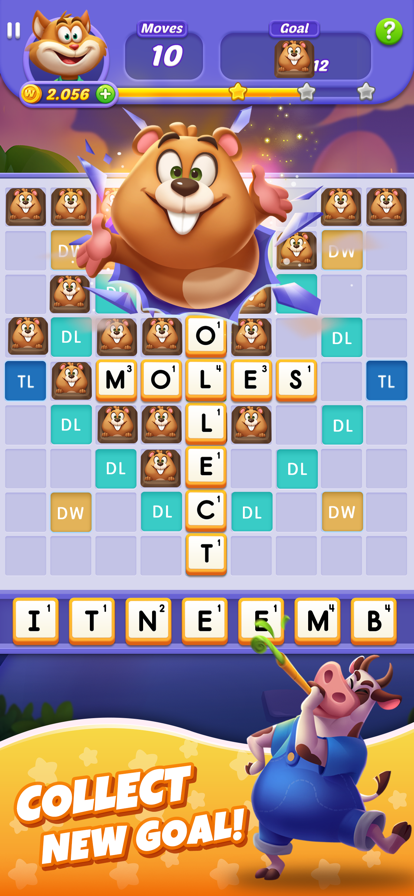 Moves
Goal
10
12
W 2.056 +
?
DW DW
DL
DL O1 DL
TL M3 O1 L4 E3 S1 TL
DL L1 DL
DL E1 DL
DW DL C1 DL DW
T1
I1 T1 N2 E1 E1 M4 B4
COLLECT
NEW GOAL!